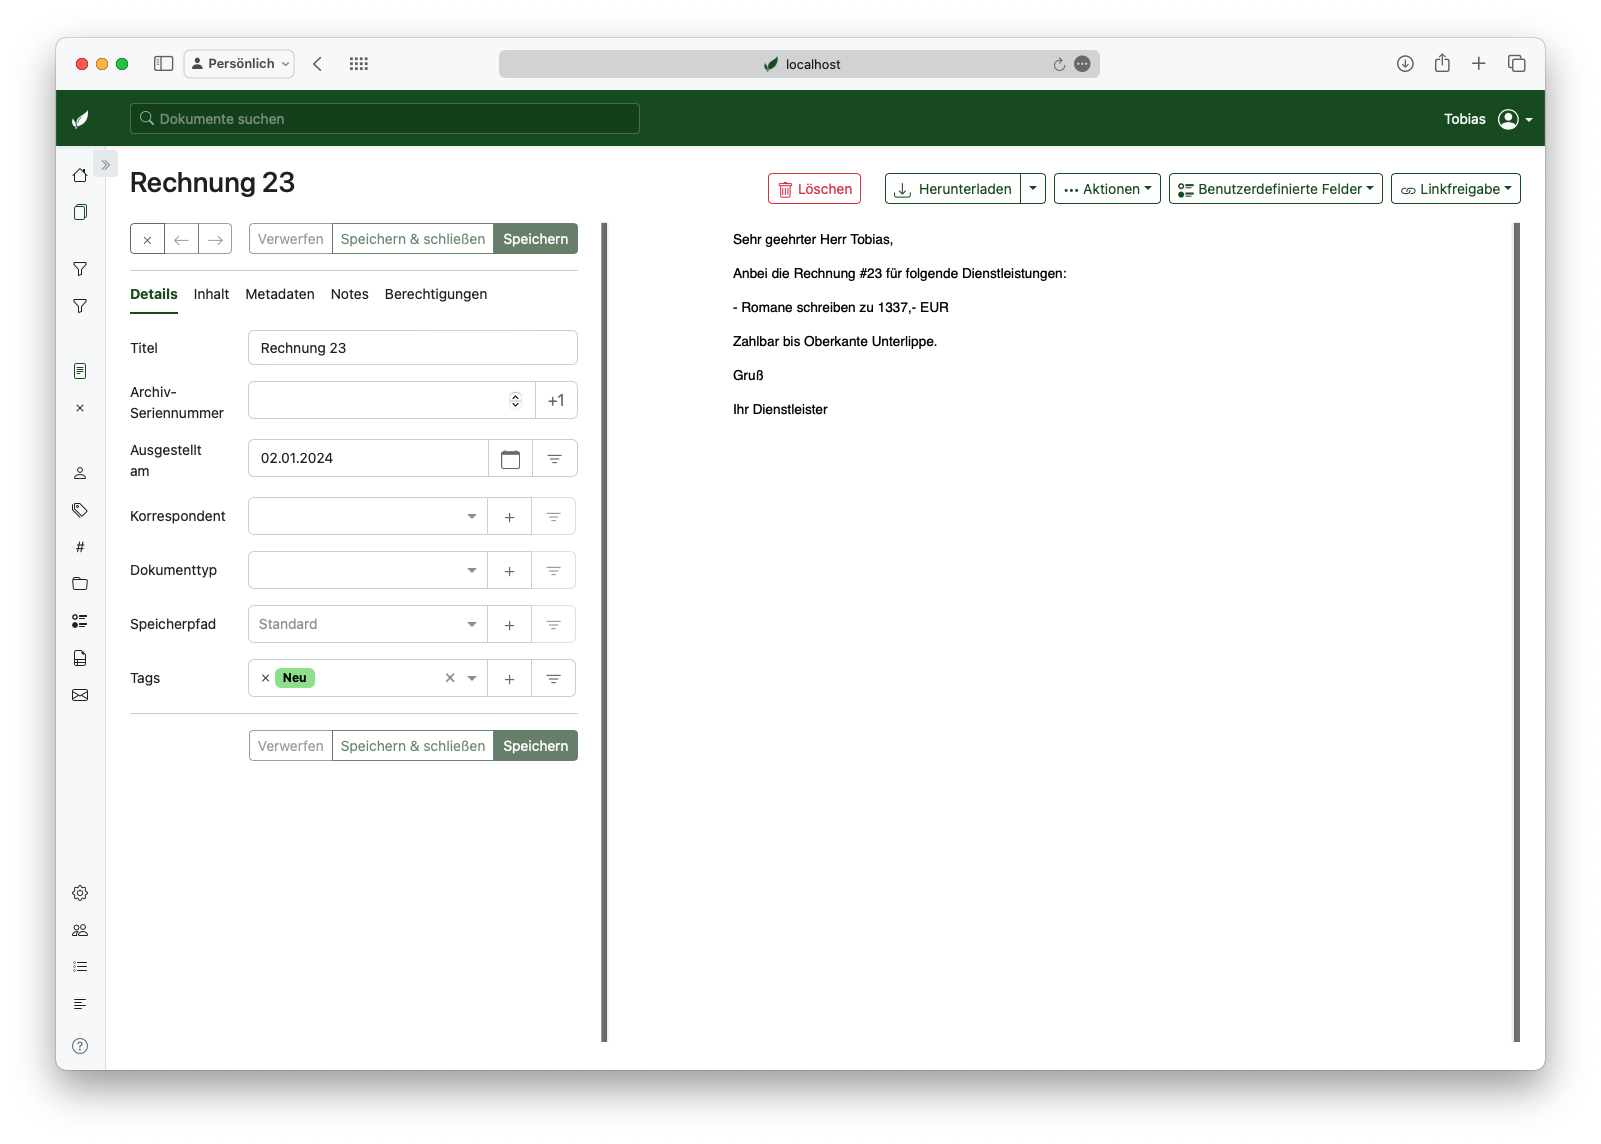 Persönlich
localhost
Dokumente suchen
Tobias
Rechnung 23
Löschen
Herunterladen
Aktionen
Benutzerdefinierte Felder
Linkfreigabe
Verwerfen
Speichern & schließen
Speichern
Details
Inhalt
Metadaten
Notes
Berechtigungen
Titel
Rechnung 23
Archiv-
Seriennummer
+1
Ausgestellt
am
02.01.2024
Korrespondent
Dokumenttyp
Speicherpfad
Standard
Tags
Neu
Verwerfen
Speichern & schließen
Speichern
Sehr geehrter Herr Tobias,
Anbei die Rechnung #23 für folgende Dienstleistungen:
- Romane schreiben zu 1337,- EUR
Zahlbar bis Oberkante Unterlippe.
Gruß
Ihr Dienstleister